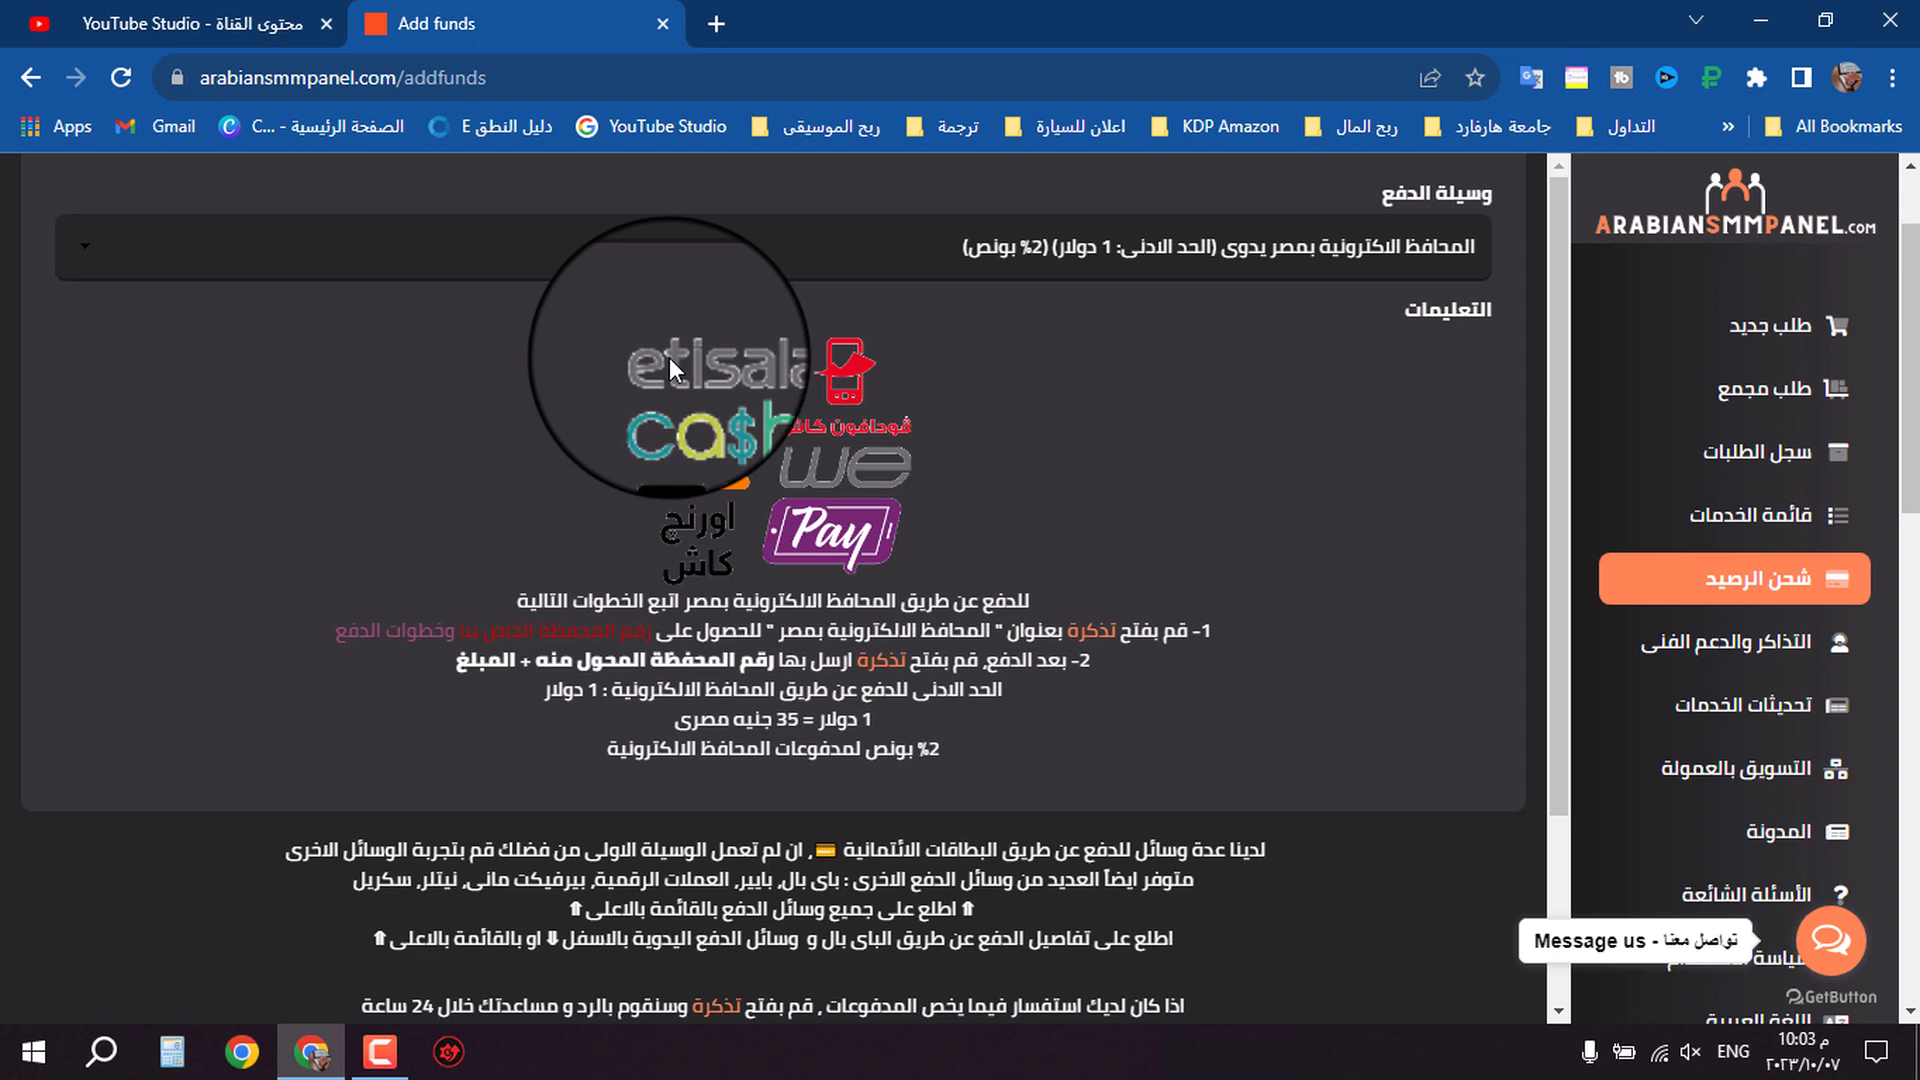 YouTube Studio - محتوى القناة
Add funds
arabiansmmpanel.com/addfunds
Apps
Gmail
الصفحة الرئيسية - C...
دليل النطق E
YouTube Studio
ربح الموسيقى
ترجمة
اعلان للسيارة
KDP Amazon
ربح المال
جامعة هارفارد
التداول
»
All Bookmarks
ARABIANSMMPANEL.COM
طلب جديد
طلب مجمع
سجل الطلبات
قائمة الخدمات
شحن الرصيد
التذاكر والدعم الفنى
تحديثات الخدمات
التسويق بالعمولة
المدونة
الأسئلة الشائعة
اللغة العربية
وسيلة الدفع
المحافظ الاكترونية بمصر يدوى (الحد الادنى: 1 دولار) (2% بونص)
التعليمات
etisala
cash
ڤودافون كاش
we
Pay
اورنچ
كاش
للدفع عن طريق المحافظ الالكترونية بمصر اتبع الخطوات التالية
1- قم بفتح تذكرة بعنوان " المحافظ الالكترونية بمصر " للحصول على رقم المحفظة الخاص بنا وخطوات الدفع
2- بعد الدفع، قم بفتح تذكرة ارسل بها رقم المحفظة المحول منه + المبلغ
الحد الادنى للدفع عن طريق المحافظ الالكترونية : 1 دولار
1 دولار = 35 جنيه مصرى
2% بونص لمدفوعات المحافظ الالكترونية
لدينا عدة وسائل للدفع عن طريق البطاقات الائتمانية 💳, ان لم تعمل الوسيلة الاولى من فضلك قم بتجربة الوسائل الاخرى
متوفر ايضاً العديد من وسائل الدفع الاخرى : باى بال, بايير, العملات الرقمية, بيرفيكت مانى, نيتلر, سكريل
⬆ اطلع على جميع وسائل الدفع بالقائمة بالاعلى⬆
اطلع على تفاصيل الدفع عن طريق الباى بال و وسائل الدفع اليدوية بالاسفل⬇ او بالقائمة بالاعلى⬆
اذا كان لديك استفسار فيما يخص المدفوعات , قم بفتح تذكرة وسنقوم بالرد و مساعدتك خلال 24 ساعة
Message us - تواصل معنا
GetButton
ENG
10:03 م
٢٠٢٣/١٠/٠٧